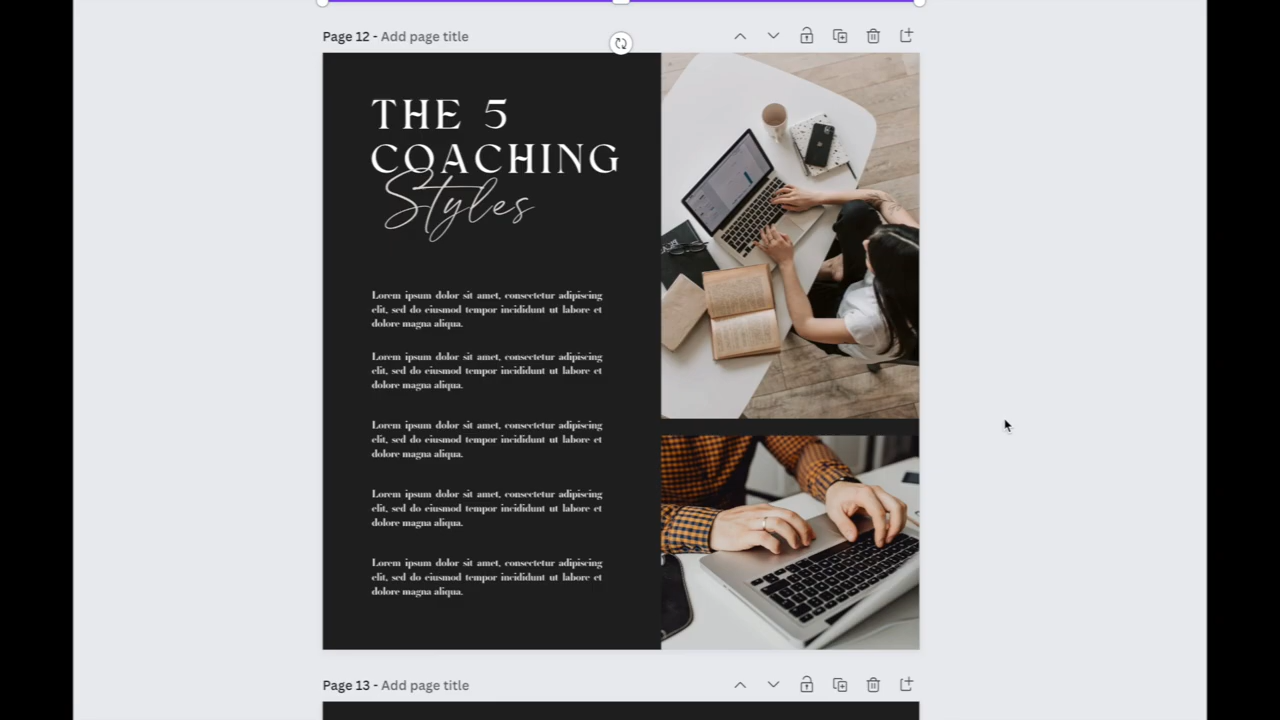 Page 12 - Add page title
THE 5
COACHING
Styles
Lorem ipsum dolor sit amet, consectetur adipiscing
elit, sed do eiusmod tempor incididunt ut labore et
dolore magna aliqua.
Lorem ipsum dolor sit amet, consectetur adipiscing
elit, sed do eiusmod tempor incididunt ut labore et
dolore magna aliqua.
Lorem ipsum dolor sit amet, consectetur adipiscing
elit, sed do eiusmod tempor incididunt ut labore et
dolore magna aliqua.
Lorem ipsum dolor sit amet, consectetur adipiscing
elit, sed do eiusmod tempor incididunt ut labore et
dolore magna aliqua.
Lorem ipsum dolor sit amet, consectetur adipiscing
elit, sed do eiusmod tempor incididunt ut labore et
dolore magna aliqua.
Page 13 - Add page title